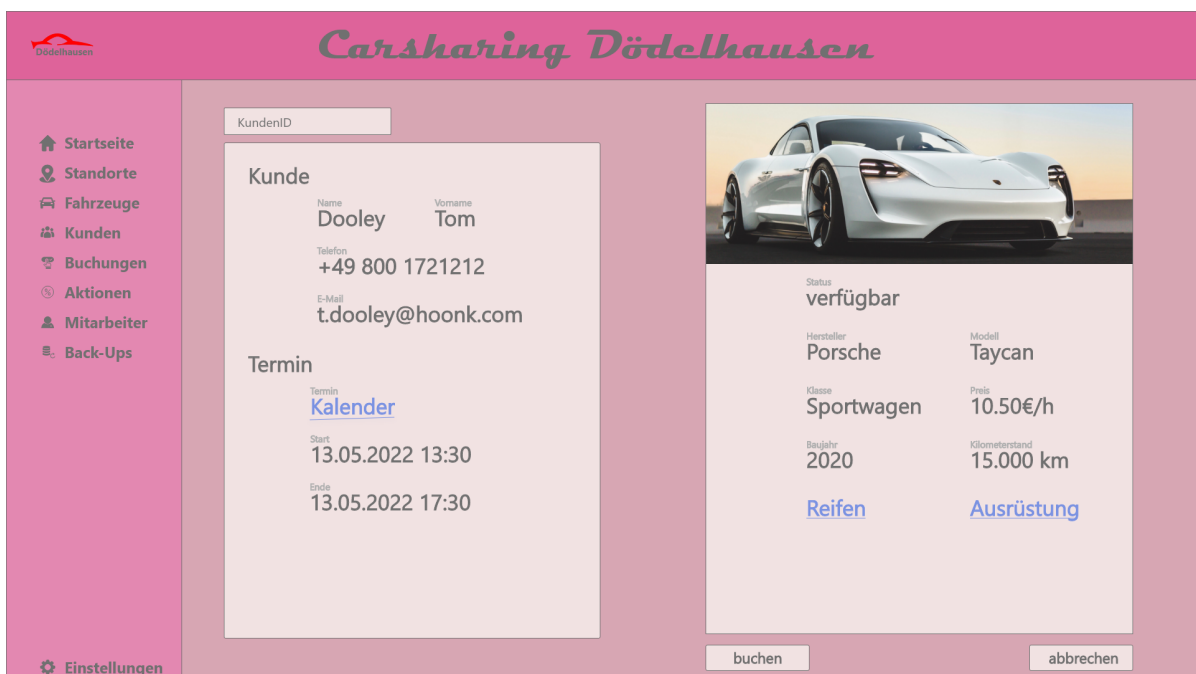 Dödelhausen
Carsharing Dödelhausen
Startseite
Standorte
Fahrzeuge
Kunden
Buchungen
Aktionen
Mitarbeiter
Back-Ups
Einstellungen
KundenID
Kunde
Name Vorname
Dooley Tom
Telefon
+49 800 1721212
E-Mail
t.dooley@hoonk.com
Termin
Termin
Kalender
Start
13.05.2022 13:30
Ende
13.05.2022 17:30
Status
verfügbar
Hersteller Modell
Porsche Taycan
Klasse Preis
Sportwagen 10.50€/h
Baujahr Kilometerstand
2020 15.000 km
Reifen Ausrüstung
buchen abbrechen